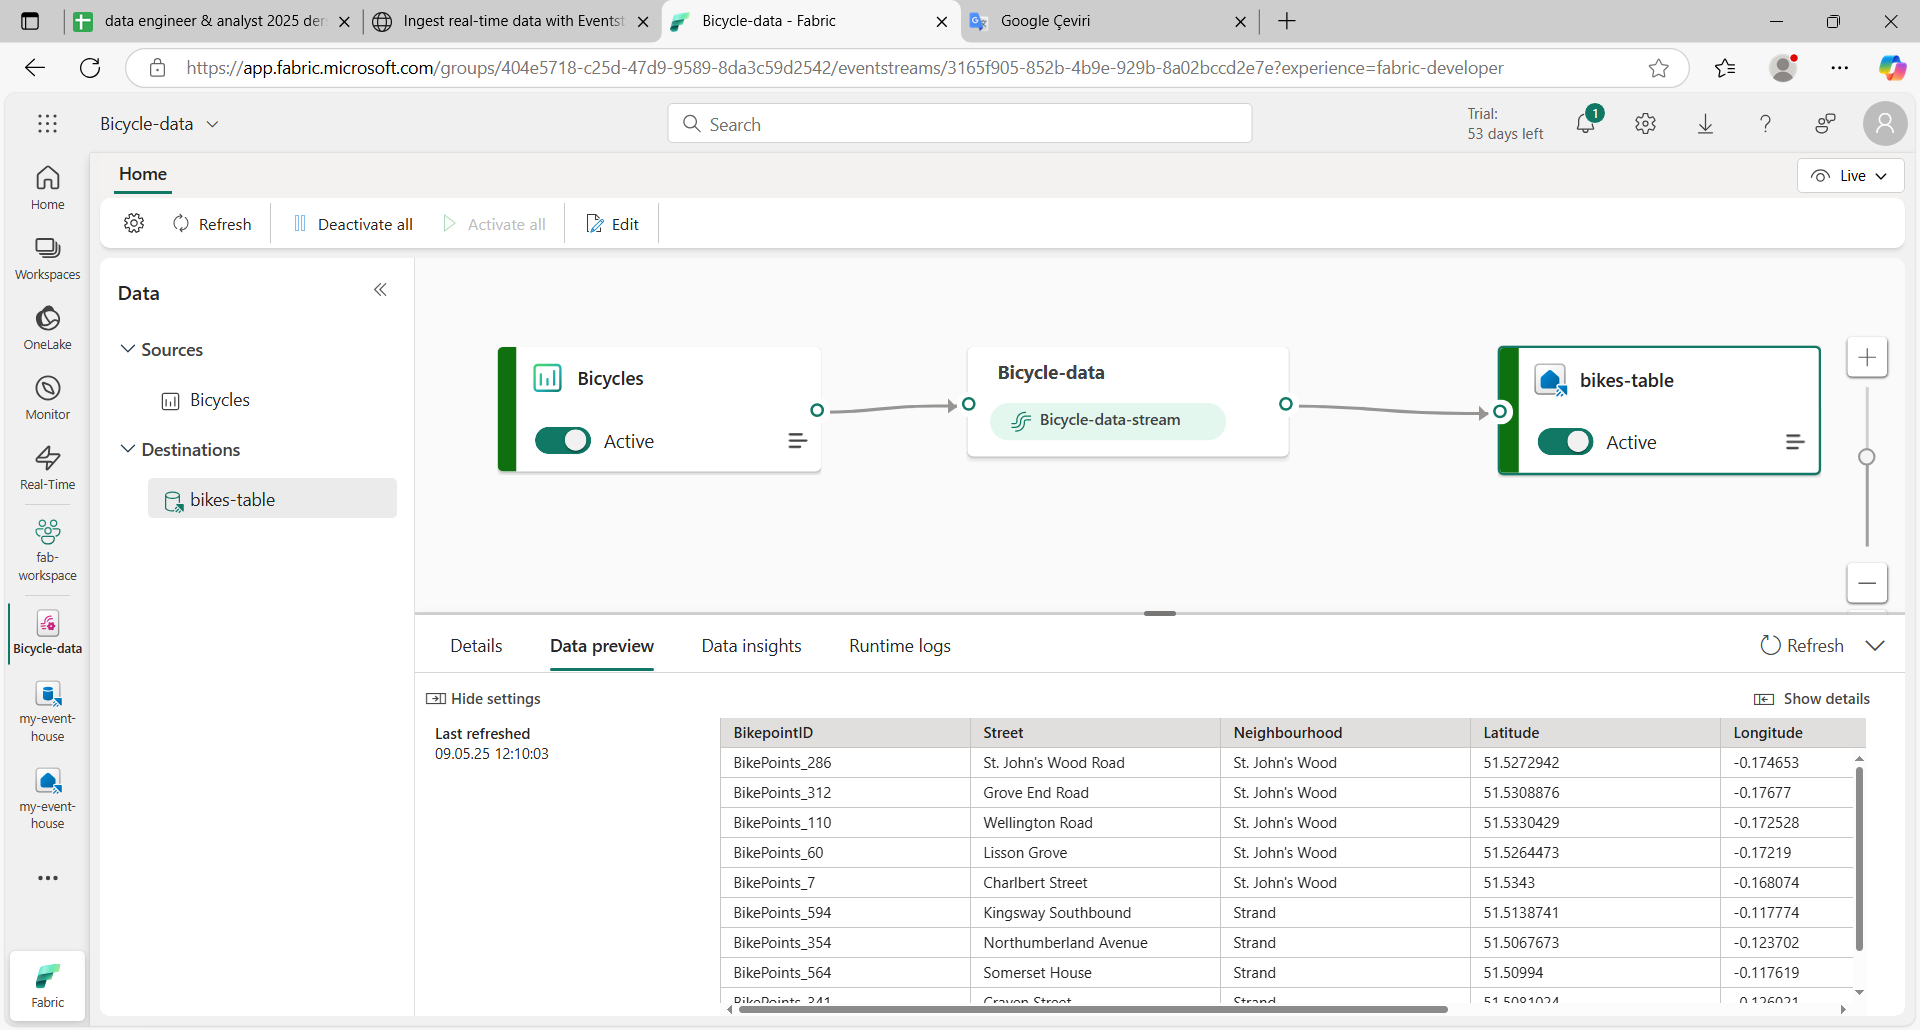 data engineer & analyst 2025 der
Ingest real-time data with Eventst
Bicycle-data - Fabric
Google Çeviri
https://app.fabric.microsoft.com/groups/404e5718-c25d-47d9-9589-8da3c59d2542/eventstreams/3165f905-852b-4b9e-929b-8a02bccd2e7e?experience=fabric-developer
Bicycle-data
Search
Trial:
53 days left
1
Home
Live
Refresh
Deactivate all
Activate all
Edit
Home
Workspaces
OneLake
Monitor
Real-Time
fab-
workspace
Bicycle-data
my-event-
house
my-event-
house
Fabric
Data
Sources
Bicycles
Destinations
bikes-table
Bicycles
Active
Bicycle-data
Bicycle-data-stream
bikes-table
Active
Details
Data preview
Data insights
Runtime logs
Refresh
Hide settings
Show details
Last refreshed
09.05.25 12:10:03
BikepointID Street Neighbourhood Latitude Longitude
BikePoints_286 St. John's Wood Road St. John's Wood 51.5272942 -0.174653
BikePoints_312 Grove End Road St. John's Wood 51.5308876 -0.17677
BikePoints_110 Wellington Road St. John's Wood 51.5330429 -0.172528
BikePoints_60 Lisson Grove St. John's Wood 51.5264473 -0.17219
BikePoints_7 Charlbert Street St. John's Wood 51.5343 -0.168074
BikePoints_594 Kingsway Southbound Strand 51.5138741 -0.117774
BikePoints_354 Northumberland Avenue Strand 51.5067673 -0.123702
BikePoints_564 Somerset House Strand 51.50994 -0.117619
BikePoints_341 Craven Street Strand 51.5081024 -0.126021